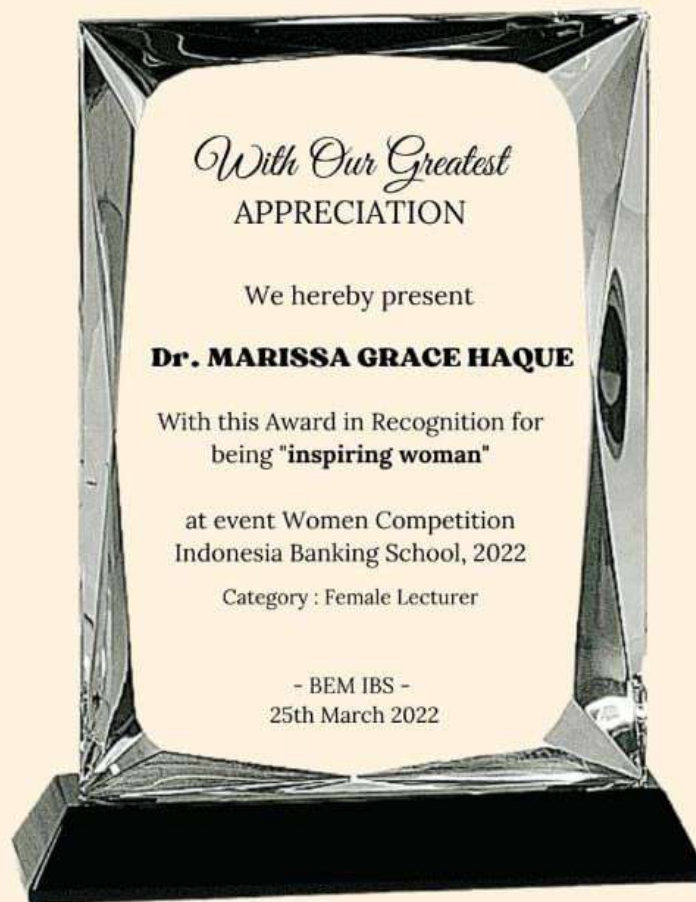 With Our Greatest
APPRECIATION
We hereby present
Dr. MARISSA GRACE HAQUE
With this Award in Recognition for
being "inspiring woman"
at event Women Competition
Indonesia Banking School, 2022
Category : Female Lecturer
- BEM IBS -
25th March 2022